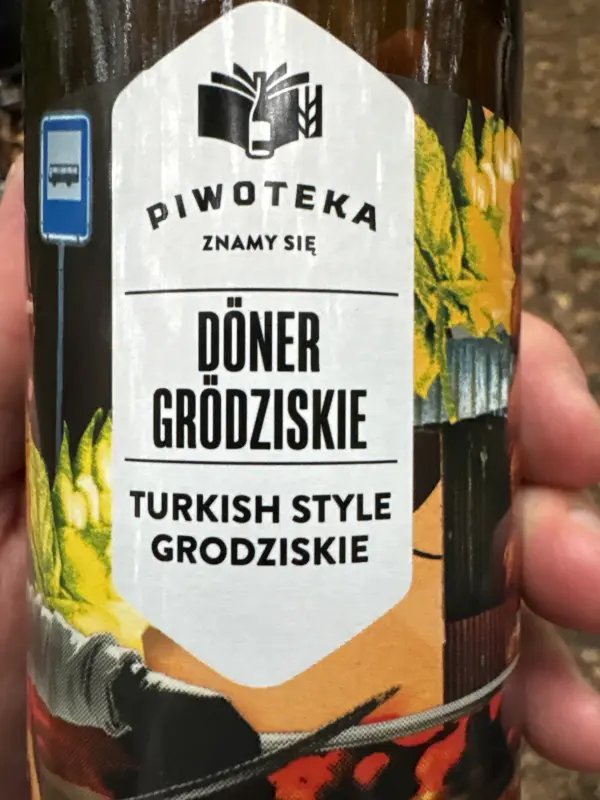 PIWOTEKA
ZNAMY SIĘ
DÖNER
GRÖDZISKIE
TURKISH STYLE
GRODZISKIE